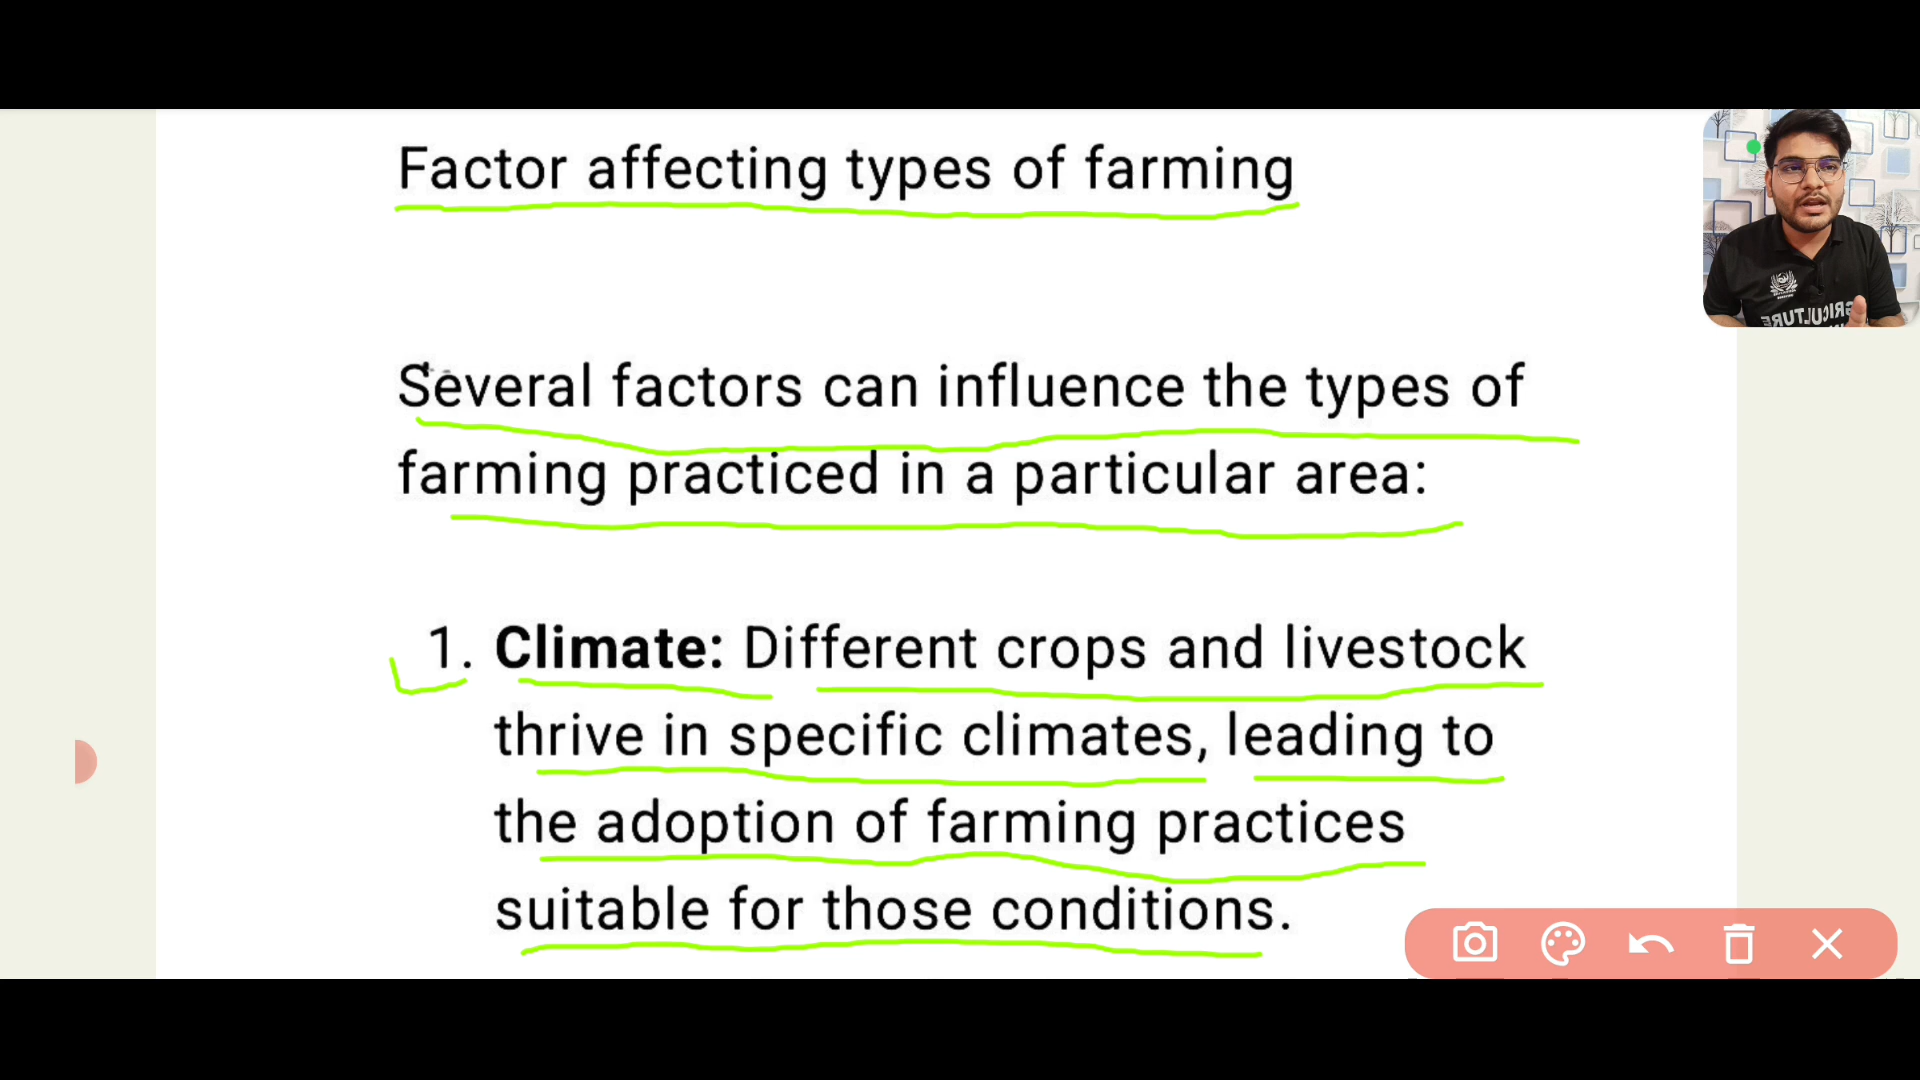 Factor affecting types of farming
Several factors can influence the types of
farming practiced in a particular area:
1. Climate: Different crops and livestock
thrive in specific climates, leading to
the adoption of farming practices
suitable for those conditions.